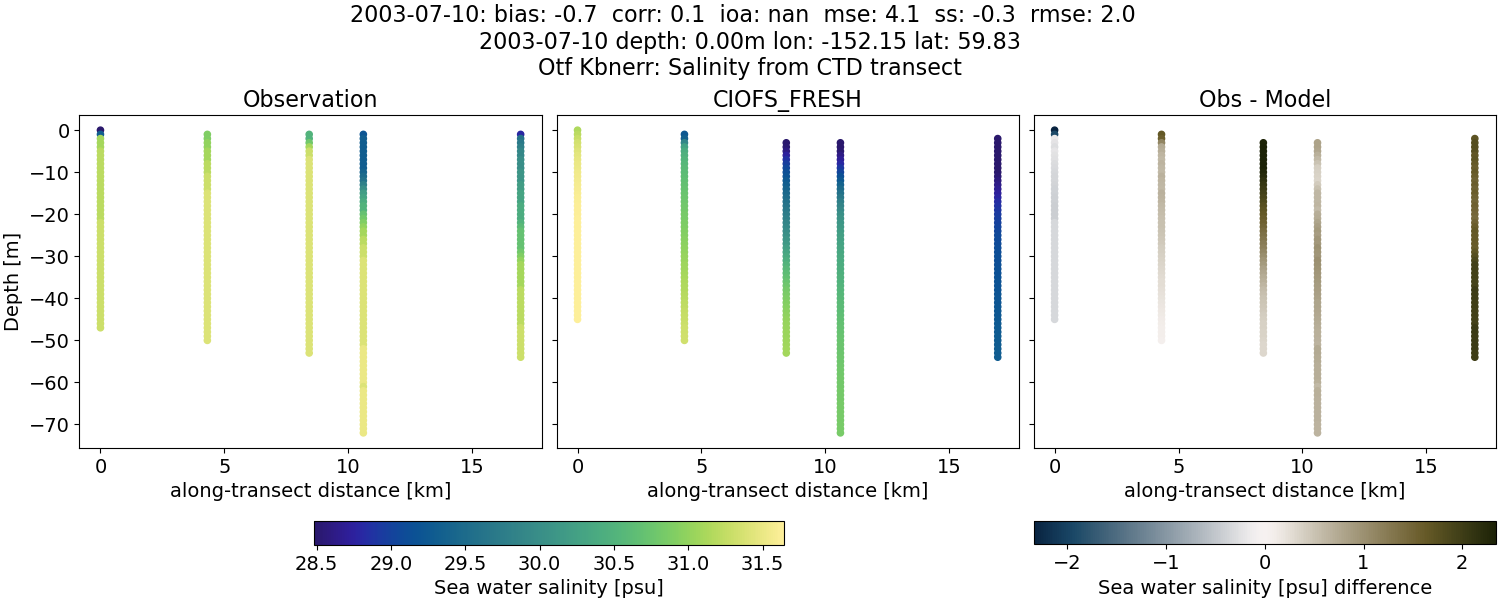 2003-07-10: bias: -0.7  corr: 0.1  ioa: nan  mse: 4.1  ss: -0.3  rmse: 2.0
2003-07-10 depth: 0.00m lon: -152.15 lat: 59.83
Otf Kbnerr: Salinity from CTD transect
Observation
CIOFS_FRESH
Obs - Model
Depth [m]
0
−10
−20
−30
−40
−50
−60
−70
0 5 10 15
0 5 10 15
0 5 10 15
along-transect distance [km]
along-transect distance [km]
along-transect distance [km]
28.5 29.0 29.5 30.0 30.5 31.0 31.5
Sea water salinity [psu]
−2 −1 0 1 2
Sea water salinity [psu] difference